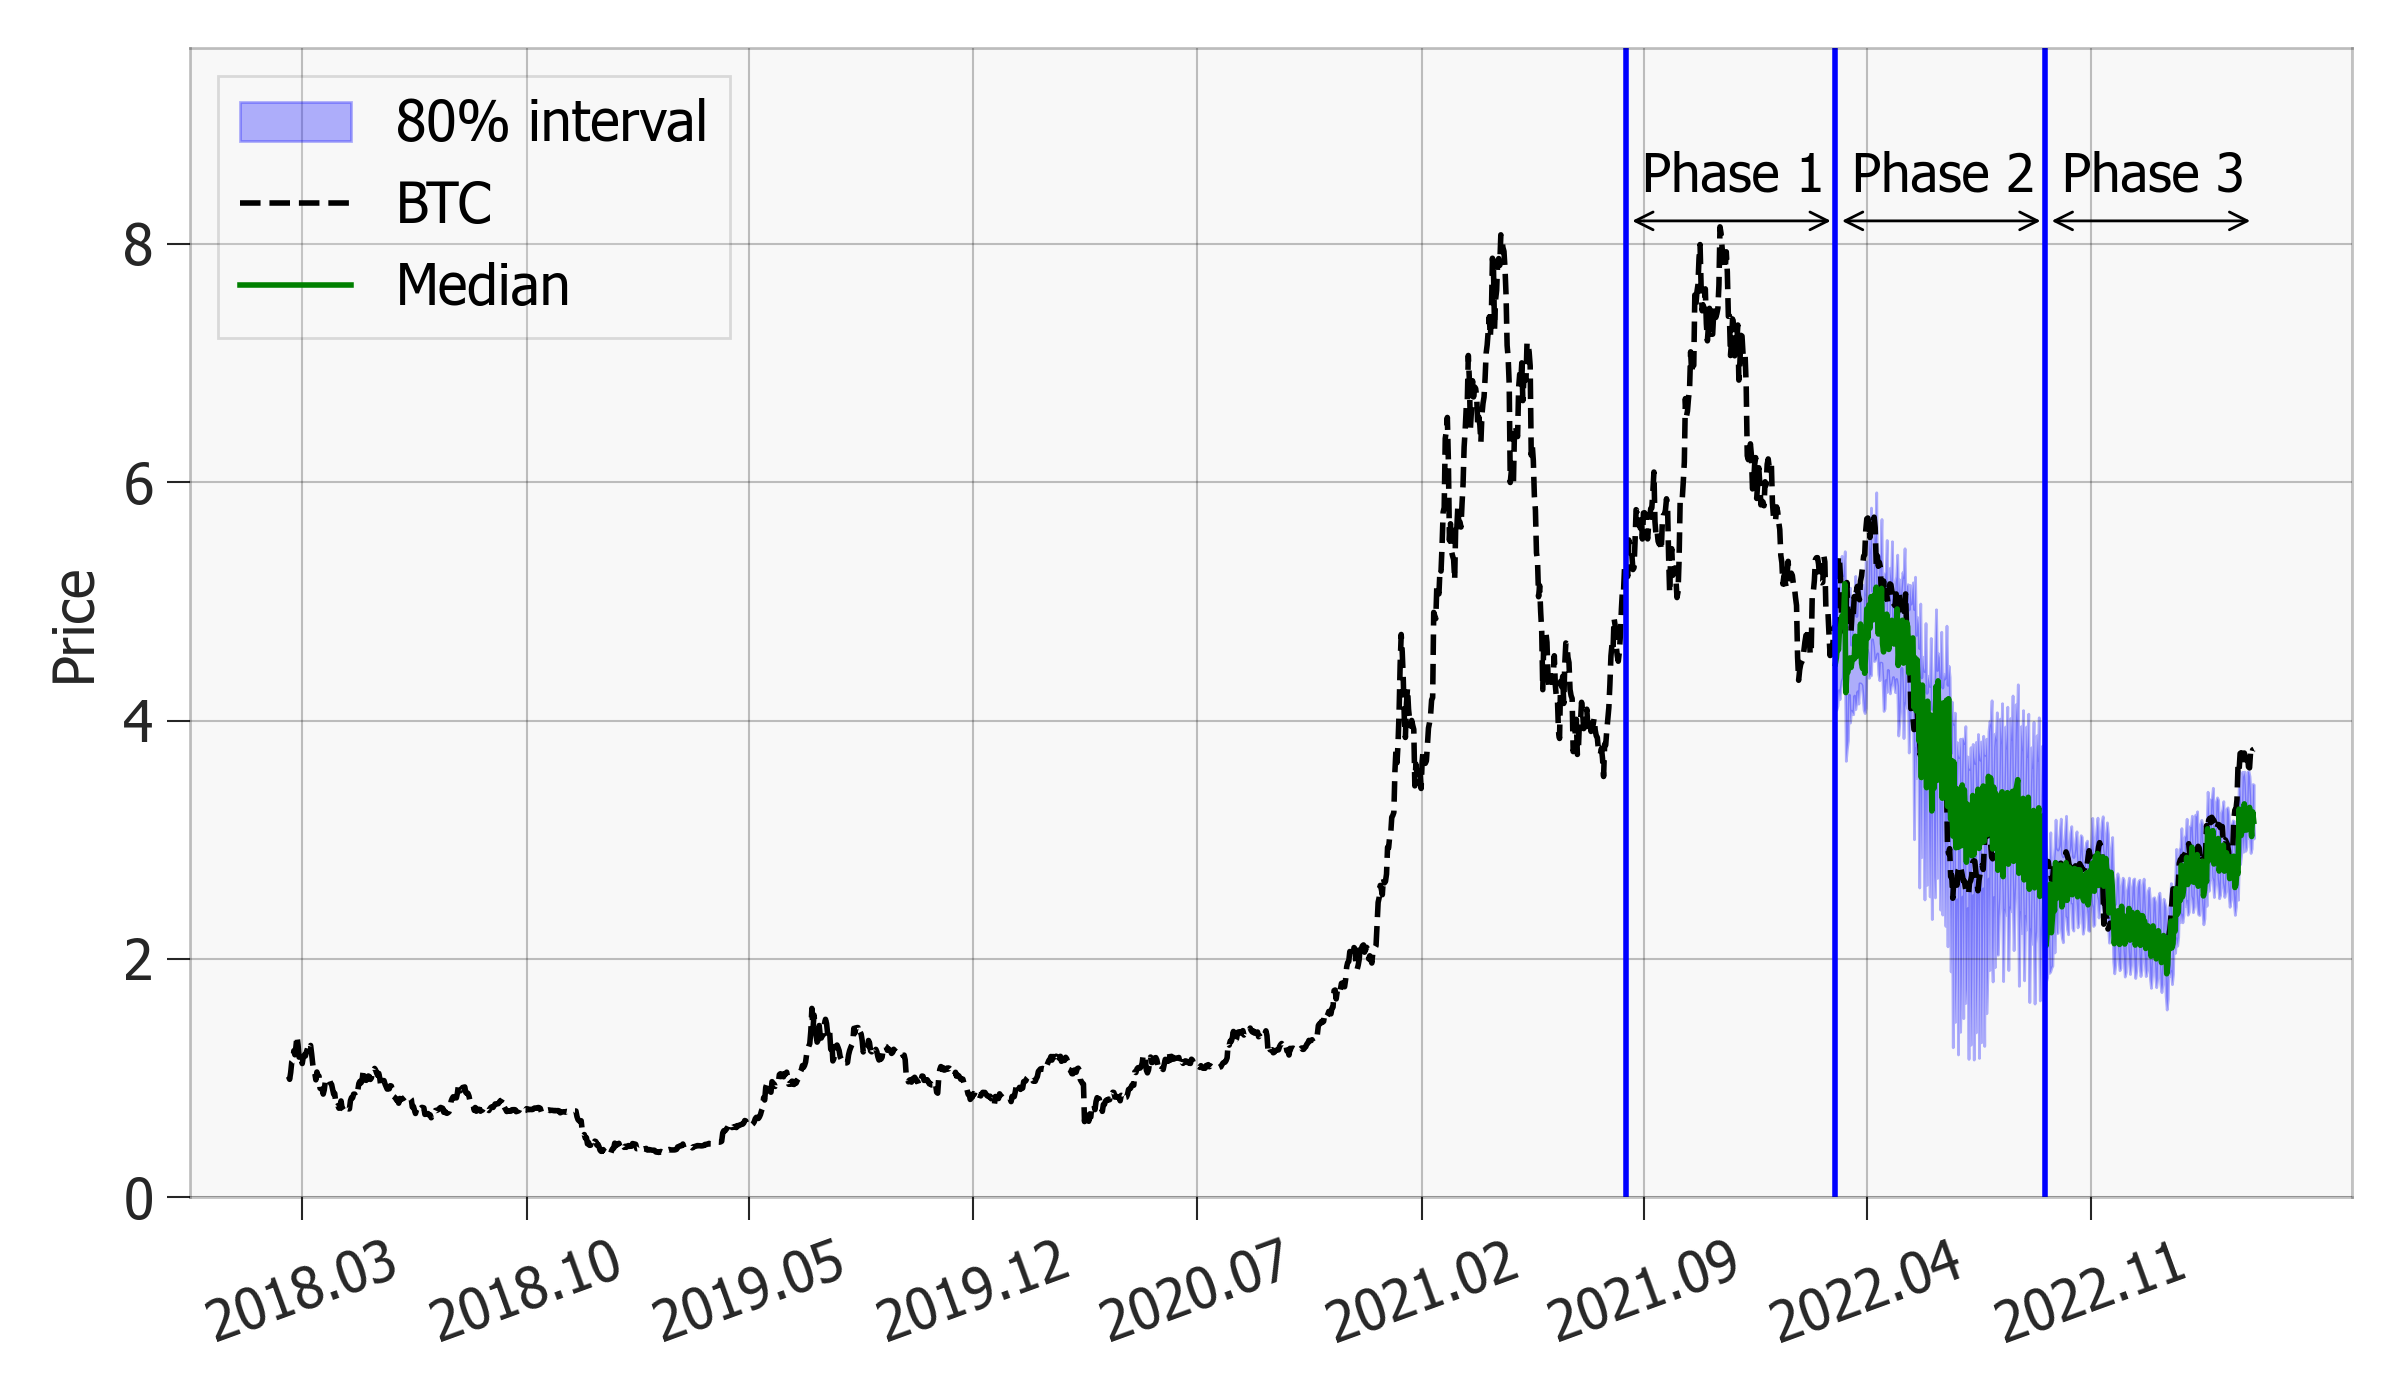 80% interval
BTC
Median
Phase 1
Phase 2
Phase 3
8
6
4
2
0
Price
2018.03
2018.10
2019.05
2019.12
2020.07
2021.02
2021.09
2022.04
2022.11